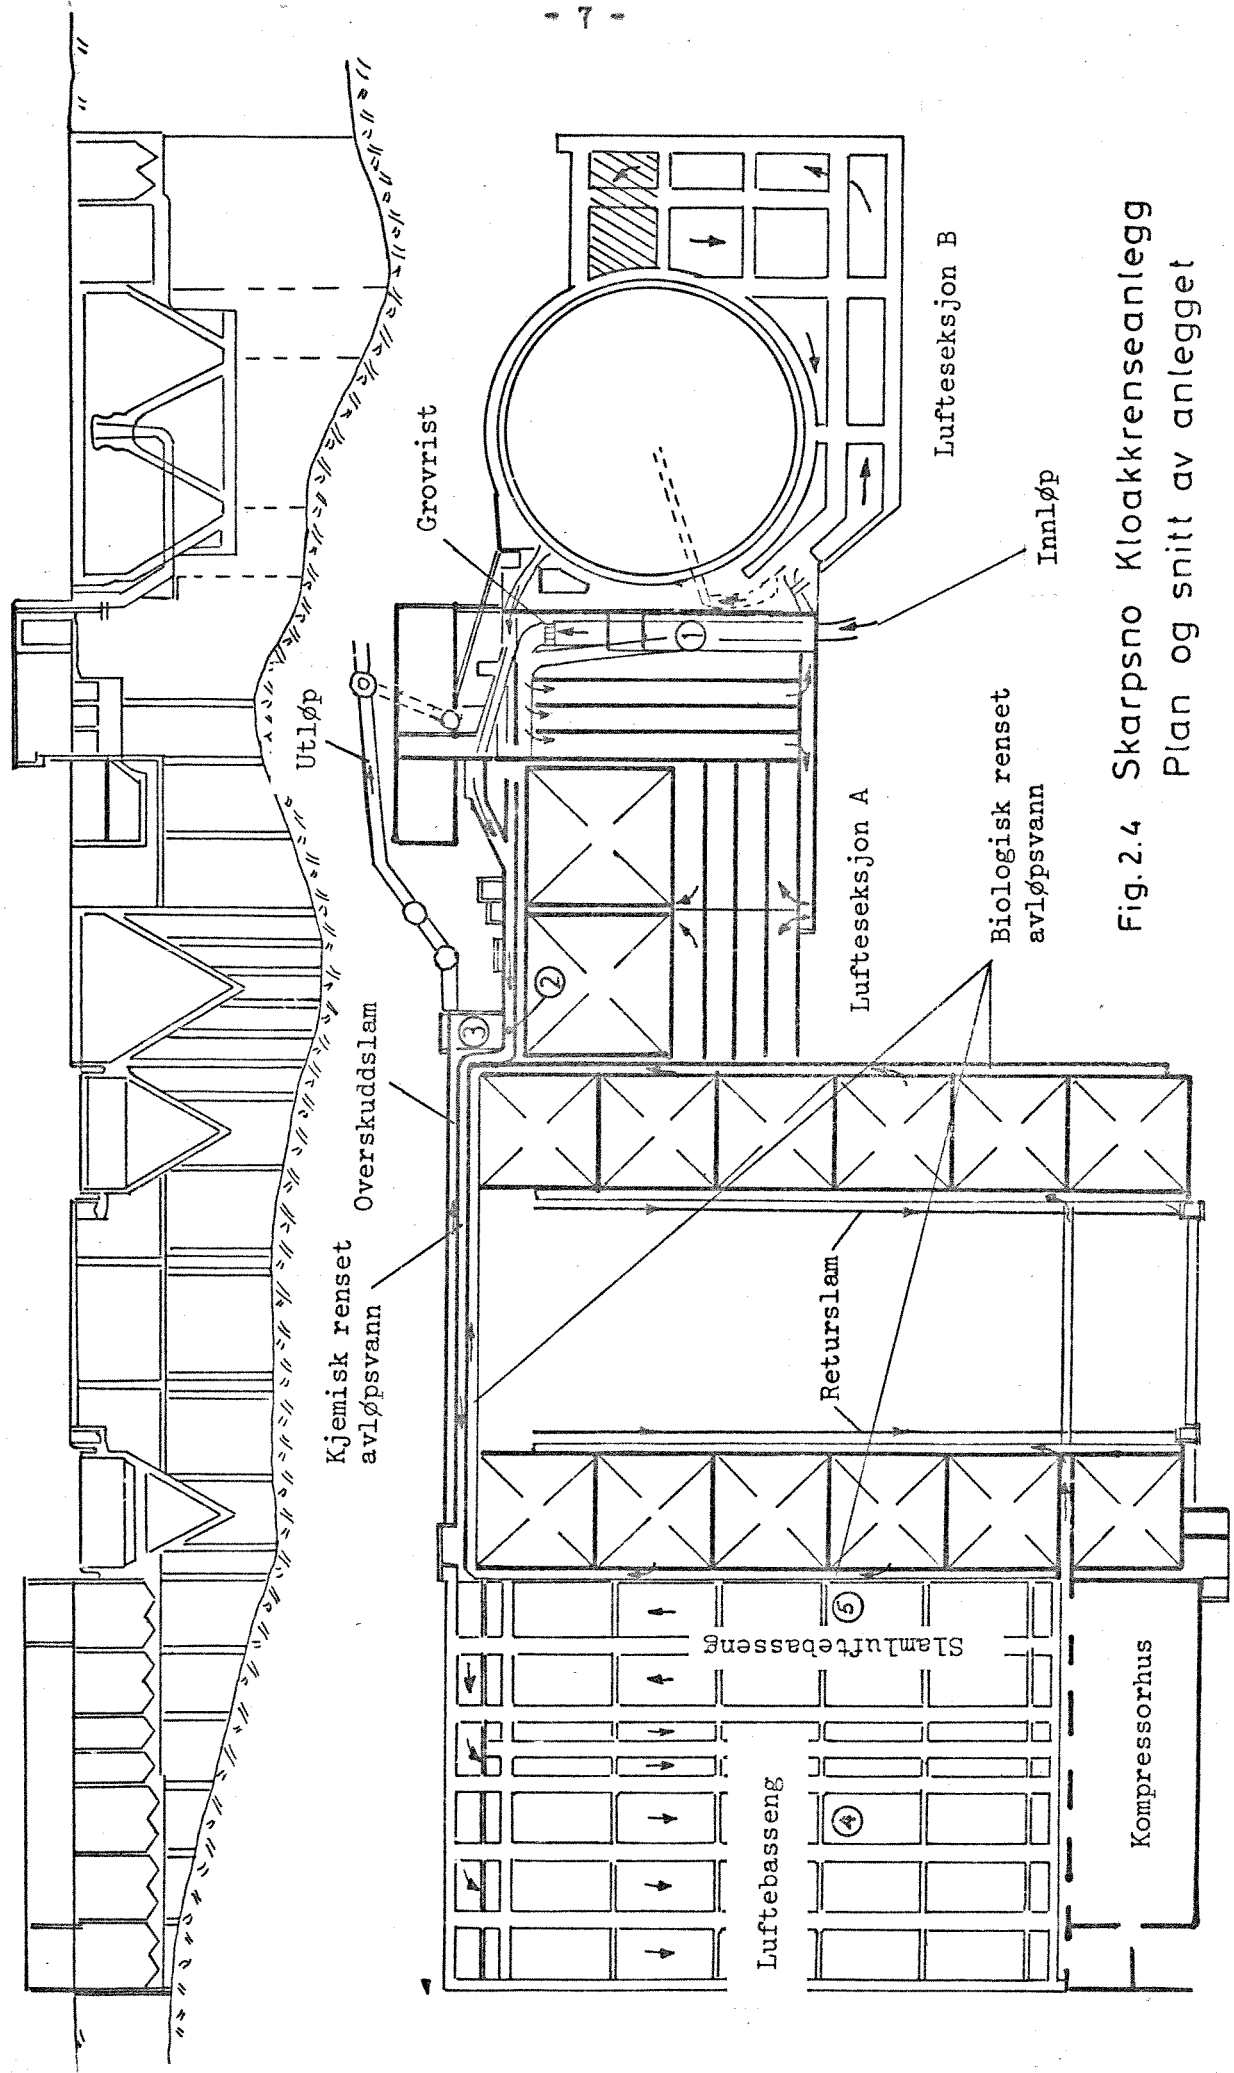 - 7 -
Grovrist
Utløp
Overskuddslam
Kjemisk renset
avløpsvann
Innløp
Lufteseksjon B
Lufteseksjon A
Biologisk renset
avløpsvann
Returslam
Slamluftebasseng
Luftebasseng
Kompressorhus
1
2
3
4
5
Fig. 2.4 Skarpsno Kloakkrenseanlegg
Plan og snitt av anlegget